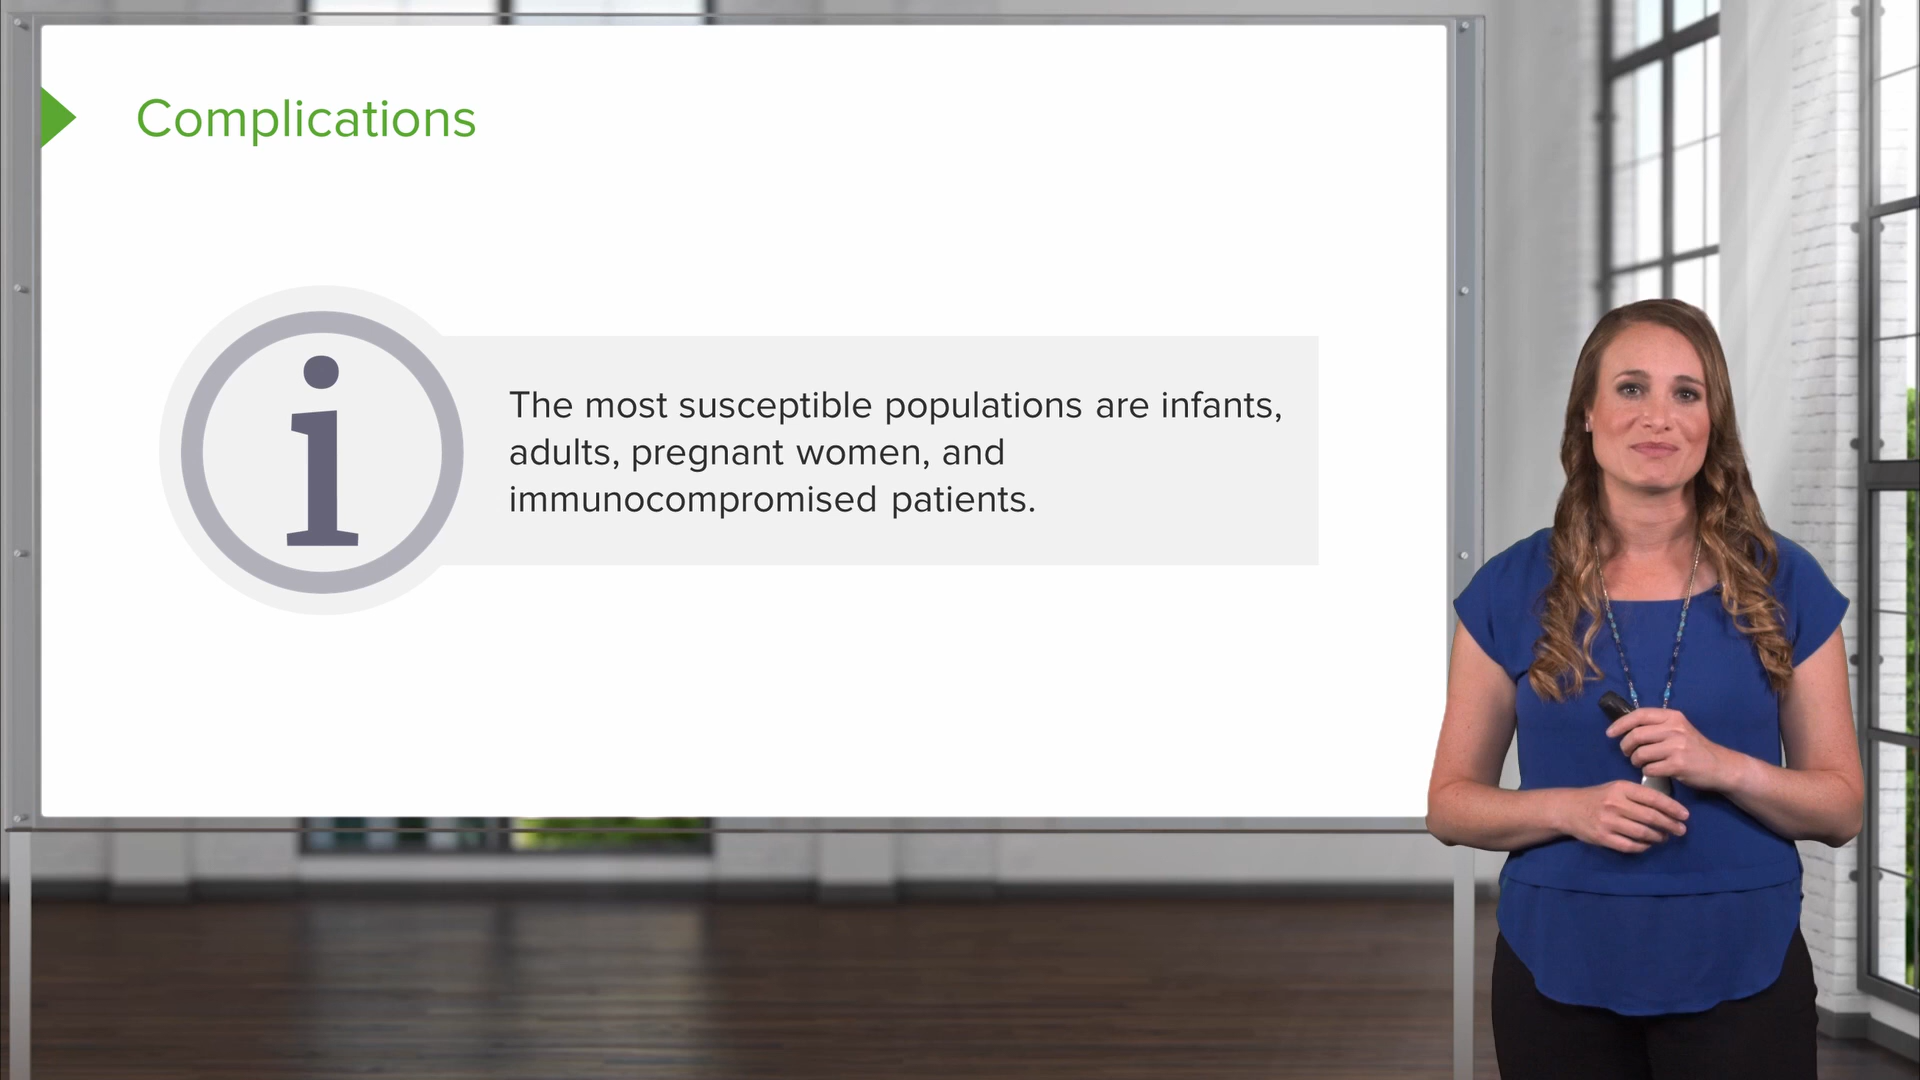 Complications
The most susceptible populations are infants,
adults, pregnant women, and
immunocompromised patients.